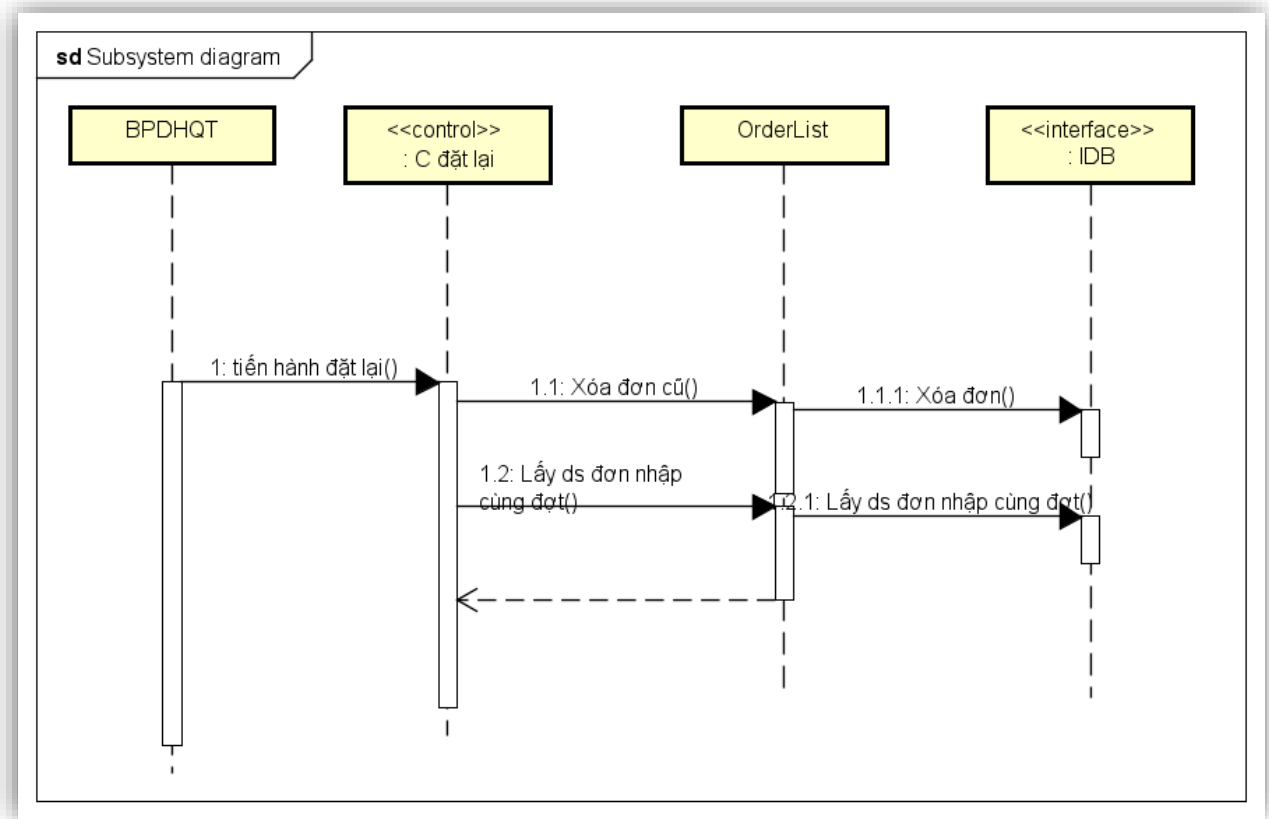 sd Subsystem diagram
BPDHQT
<<control>>
: C đặt lại
OrderList
<<interface>>
: IDB
1: tiến hành đặt lại()
1.1: Xóa đơn cũ()
1.1.1: Xóa đơn()
1.2: Lấy ds đơn nhập
cùng đợt()
1.2.1: Lấy ds đơn nhập cùng đợt()